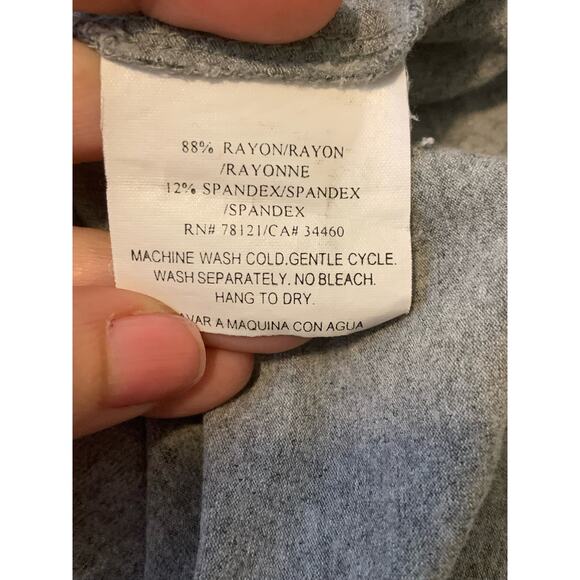 88% RAYON/RAYON
/RAYONNE
12% SPANDEX/SPANDEX
/SPANDEX
RN# 78121/CA# 34460
MACHINE WASH COLD.GENTLE CYCLE.
WASH SEPARATELY. NO BLEACH.
HANG TO DRY.
AVAR A MAQUINA CON AGUA